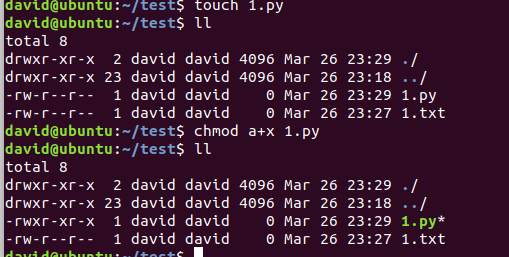 david@ubuntu:~/test$ touch 1.py
david@ubuntu:~/test$ ll
total 8
drwxr-xr-x  2 david david 4096 Mar 26 23:29 ./
drwxr-xr-x 23 david david 4096 Mar 26 23:18 ../
-rw-r--r--  1 david david    0 Mar 26 23:29 1.py
-rw-r--r--  1 david david    0 Mar 26 23:27 1.txt
david@ubuntu:~/test$ chmod a+x 1.py
david@ubuntu:~/test$ ll
total 8
drwxr-xr-x  2 david david 4096 Mar 26 23:29 ./
drwxr-xr-x 23 david david 4096 Mar 26 23:18 ../
-rwxr-xr-x  1 david david    0 Mar 26 23:29 1.py*
-rw-r--r--  1 david david    0 Mar 26 23:27 1.txt
david@ubuntu:~/test$